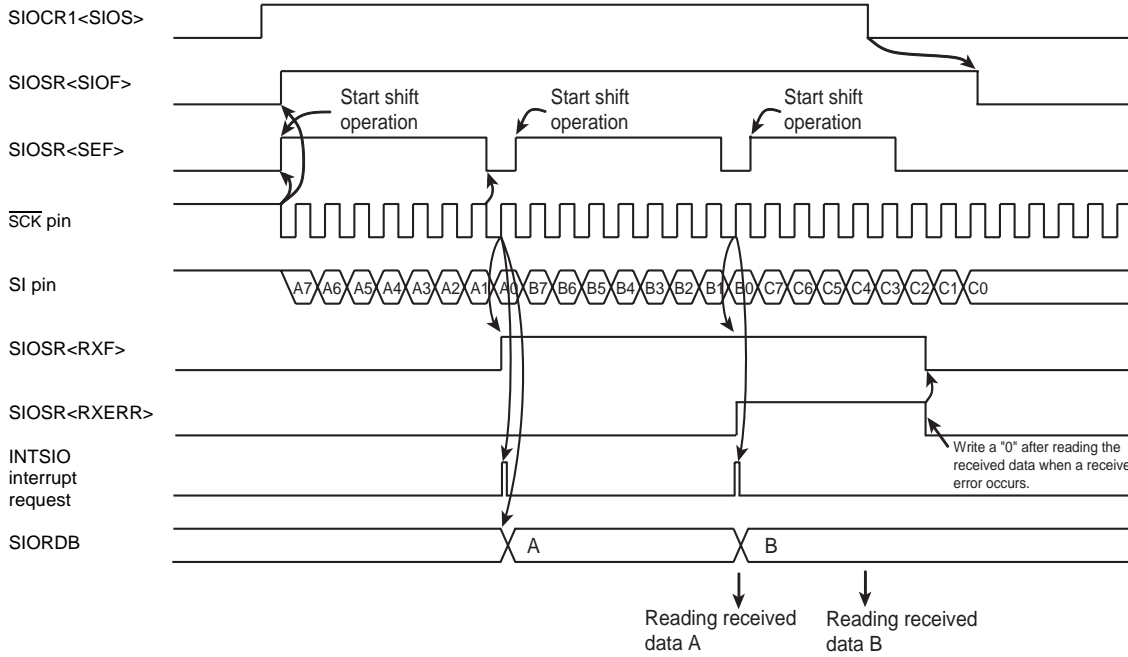 SIOCR1<SIOS>
SIOSR<SIOF>
Start shift
operation
Start shift
operation
Start shift
operation
SIOSR<SEF>
SCK pin
SI pin
A7 A6 A5 A4 A3 A2 A1 A0 B7 B6 B5 B4 B3 B2 B1 B0 C7 C6 C5 C4 C3 C2 C1 C0
SIOSR<RXF>
SIOSR<RXERR>
Write a "0" after reading the
received data when a receive
error occurs.
INTSIO
interrupt
request
SIORDB
A
B
Reading received
data A
Reading received
data B